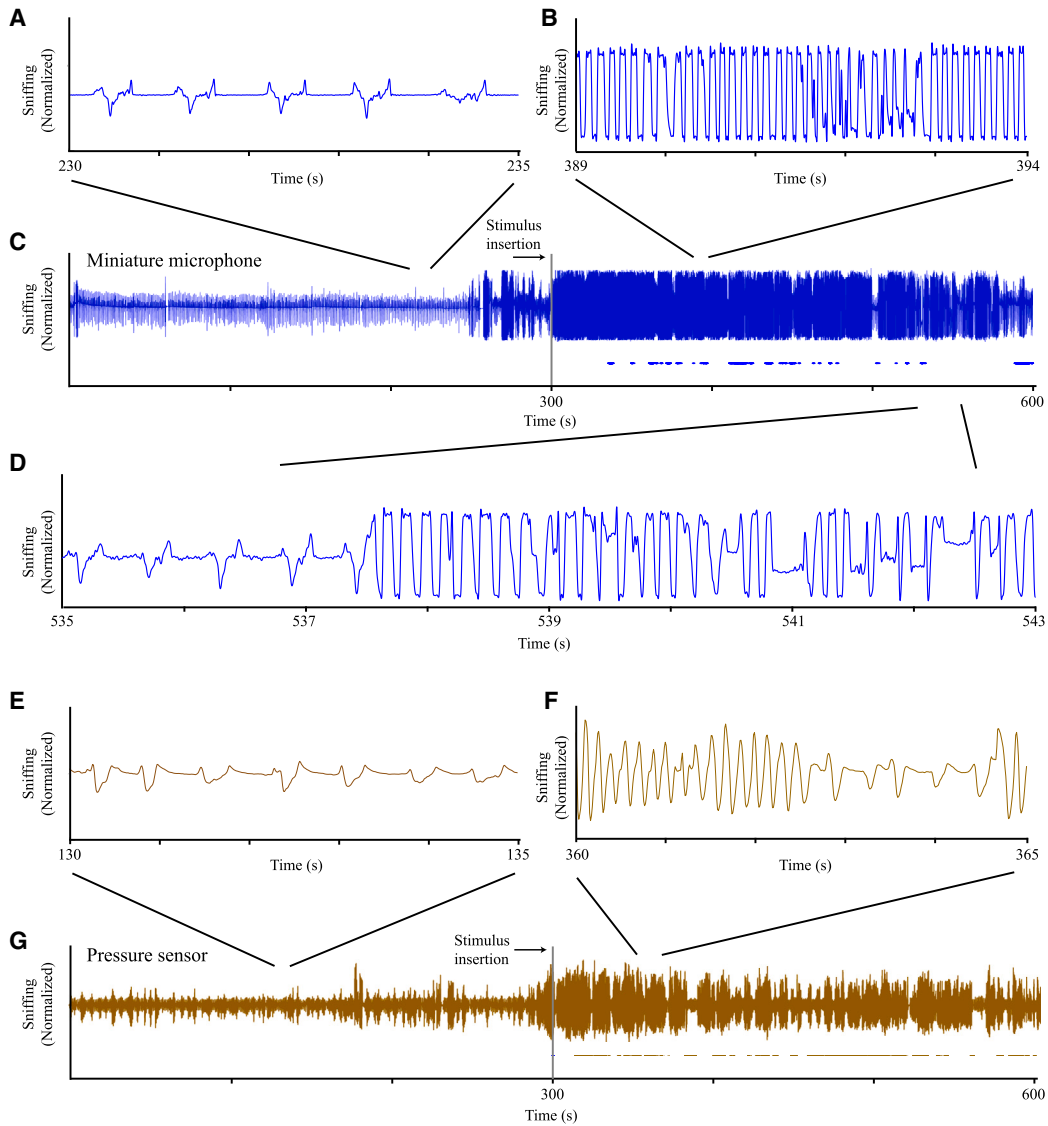 A
Sniffing
(Normalized)
230
235
Time (s)
B
Sniffing
(Normalized)
389
394
Time (s)
C
Miniature microphone
Stimulus
insertion
Sniffing
(Normalized)
300
600
Time (s)
D
Sniffing
(Normalized)
535
537
539
541
543
Time (s)
E
Sniffing
(Normalized)
130
135
Time (s)
F
Sniffing
(Normalized)
360
365
Time (s)
G
Pressure sensor
Stimulus
insertion
Sniffing
(Normalized)
300
600
Time (s)